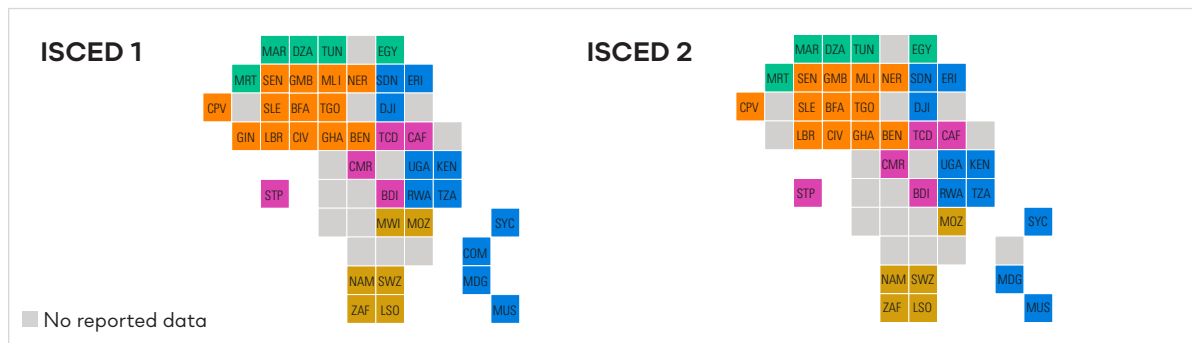 ISCED 1
MAR DZA TUN EGY
MRT SEN GMB MLI NER SDN ERI
CPV SLE BFA TGO DJI
GIN LBR CIV GHA BEN TCD CAF
CMR UGA KEN
STP BDI RWA TZA
MWI MOZ SYC
COM
NAM SWZ MDG
ZAF LSO MUS
No reported data
ISCED 2
MAR DZA TUN EGY
MRT SEN GMB MLI NER SDN ERI
CPV SLE BFA TGO DJI
LBR CIV GHA BEN TCD CAF
CMR UGA KEN
STP BDI RWA TZA
MOZ SYC
NAM SWZ MDG
ZAF LSO MUS